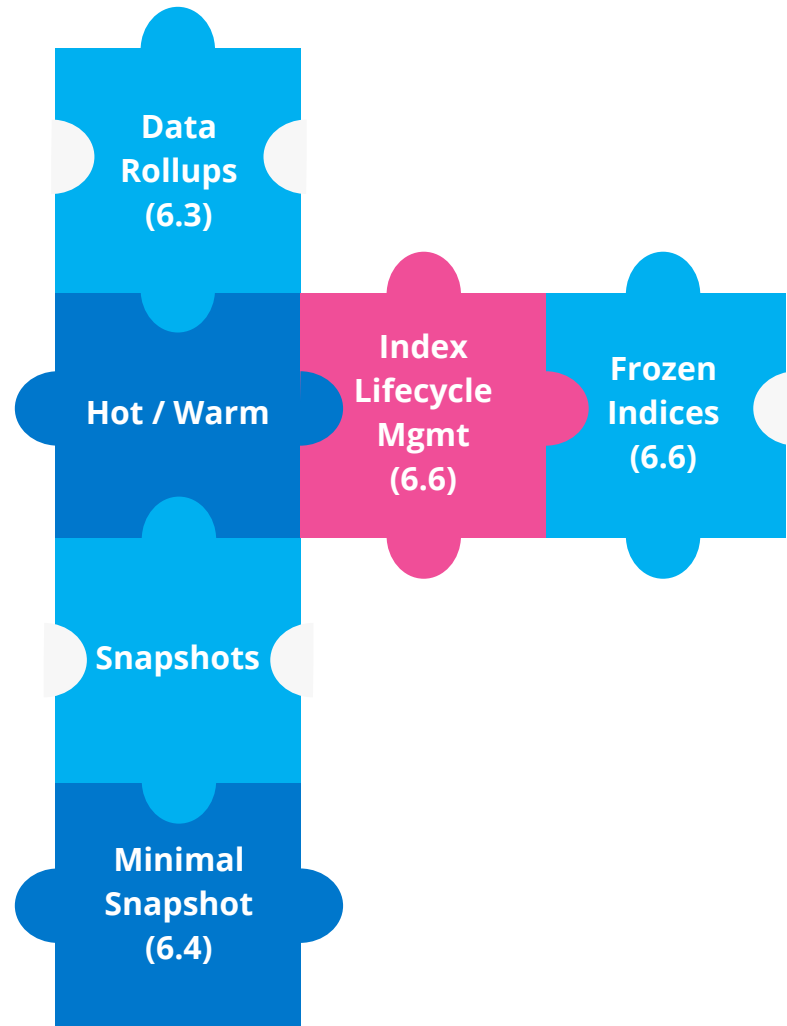 Data
Rollups
(6.3)
Hot / Warm
Index
Lifecycle
Mgmt
(6.6)
Frozen
Indices
(6.6)
Snapshots
Minimal
Snapshot
(6.4)